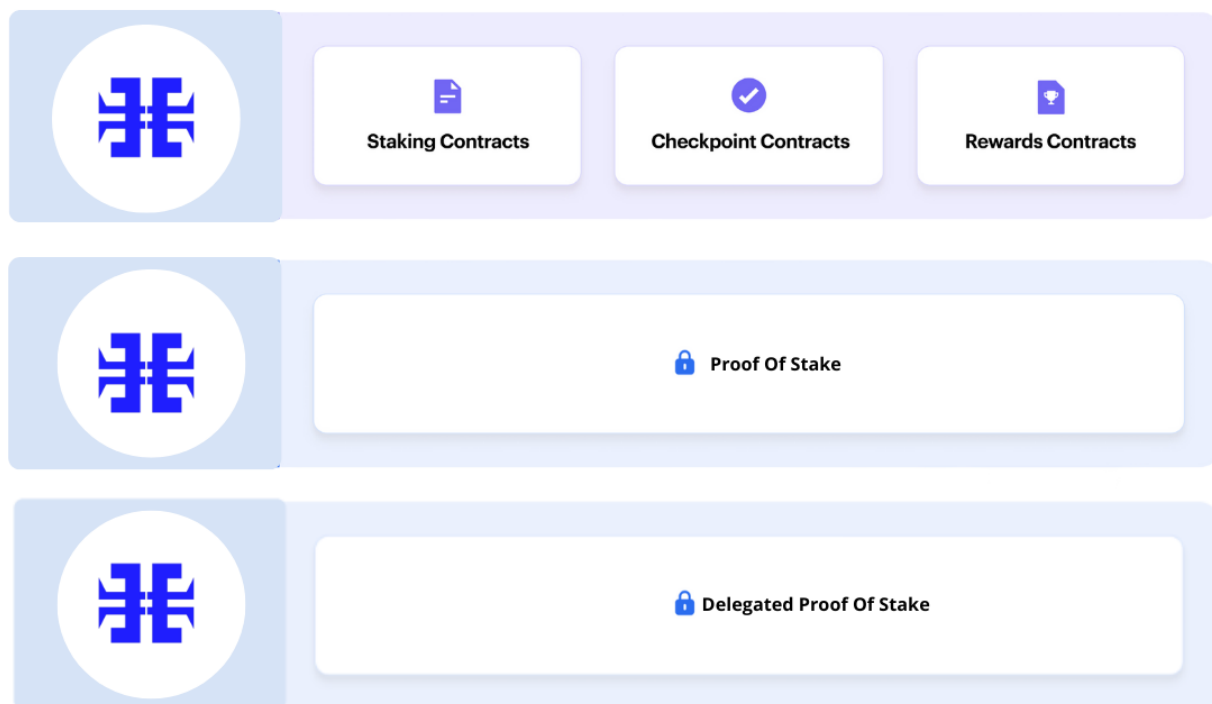 Staking Contracts
Checkpoint Contracts
Rewards Contracts
Proof Of Stake
Delegated Proof Of Stake